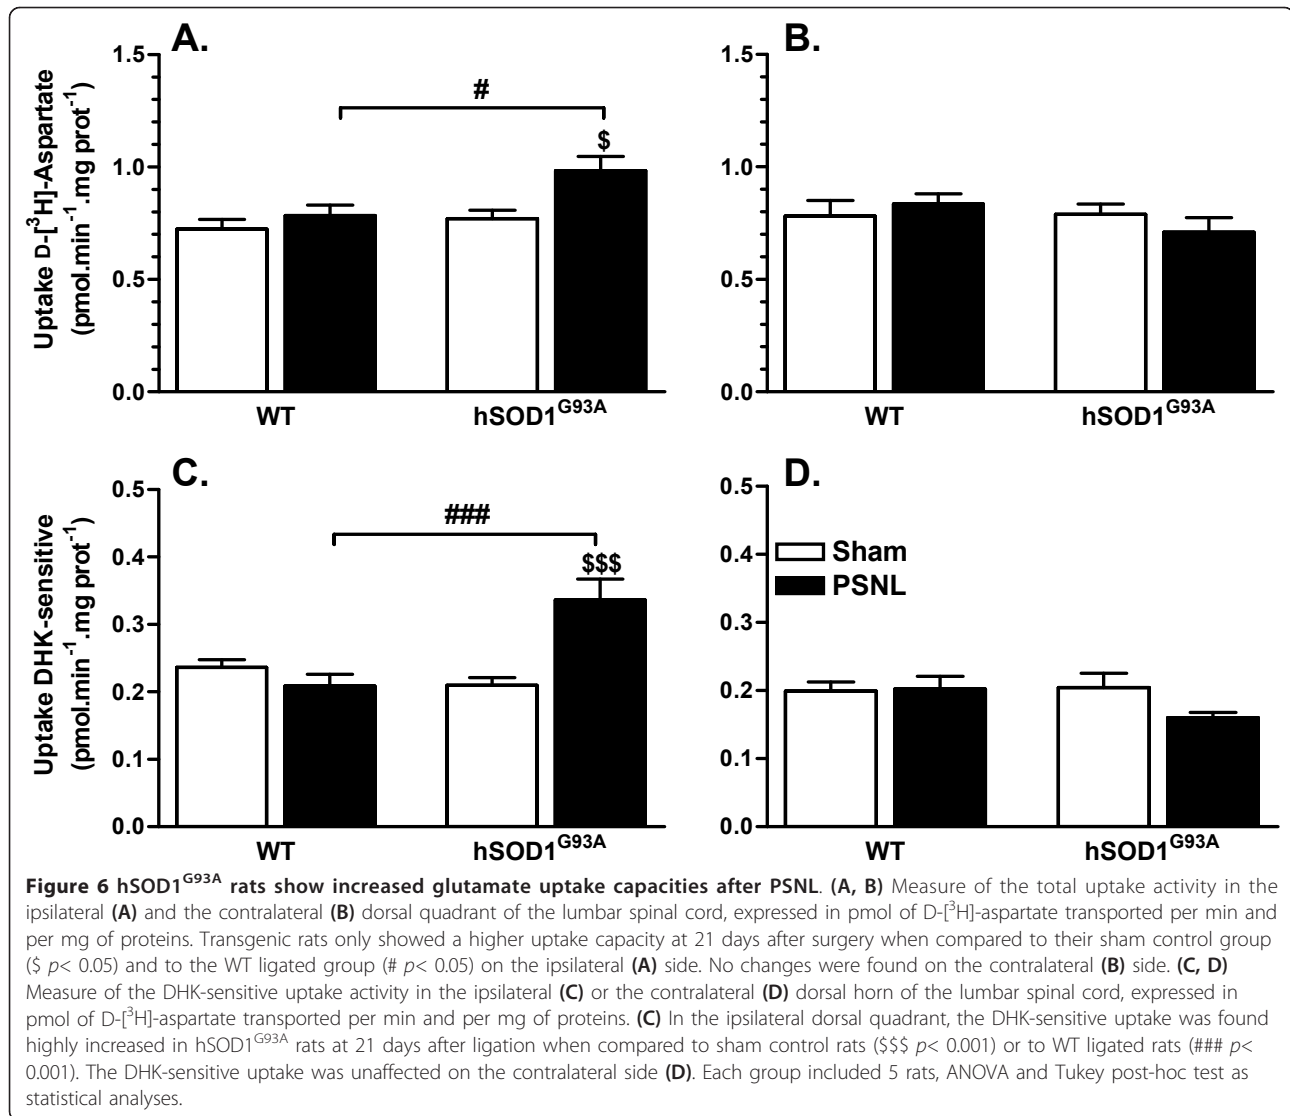 A.
B.
Uptake D-[³H]-Aspartate
(pmol.min⁻¹.mg prot⁻¹)
1.5
1.0
0.5
0.0
#
$
WT
hSOD1^G93A
1.5
1.0
0.5
0.0
WT
hSOD1^G93A
C.
D.
Uptake DHK-sensitive
(pmol.min⁻¹.mg prot⁻¹)
0.5
0.4
0.3
0.2
0.1
0.0
###
$$$
WT
hSOD1^G93A
0.5
0.4
0.3
0.2
0.1
0.0
Sham
PSNL
WT
hSOD1^G93A
Figure 6 hSOD1^G93A rats show increased glutamate uptake capacities after PSNL. (A, B) Measure of the total uptake activity in the
ipsilateral (A) and the contralateral (B) dorsal quadrant of the lumbar spinal cord, expressed in pmol of D-[³H]-aspartate transported per min and
per mg of proteins. Transgenic rats only showed a higher uptake capacity at 21 days after surgery when compared to their sham control group
($ p< 0.05) and to the WT ligated group (# p< 0.05) on the ipsilateral (A) side. No changes were found on the contralateral (B) side. (C, D)
Measure of the DHK-sensitive uptake activity in the ipsilateral (C) or the contralateral (D) dorsal horn of the lumbar spinal cord, expressed in
pmol of D-[³H]-aspartate transported per min and per mg of proteins. (C) In the ipsilateral dorsal quadrant, the DHK-sensitive uptake was found
highly increased in hSOD1^G93A rats at 21 days after ligation when compared to sham control rats ($$$ p< 0.001) or to WT ligated rats (### p<
0.001). The DHK-sensitive uptake was unaffected on the contralateral side (D). Each group included 5 rats, ANOVA and Tukey post-hoc test as
statistical analyses.